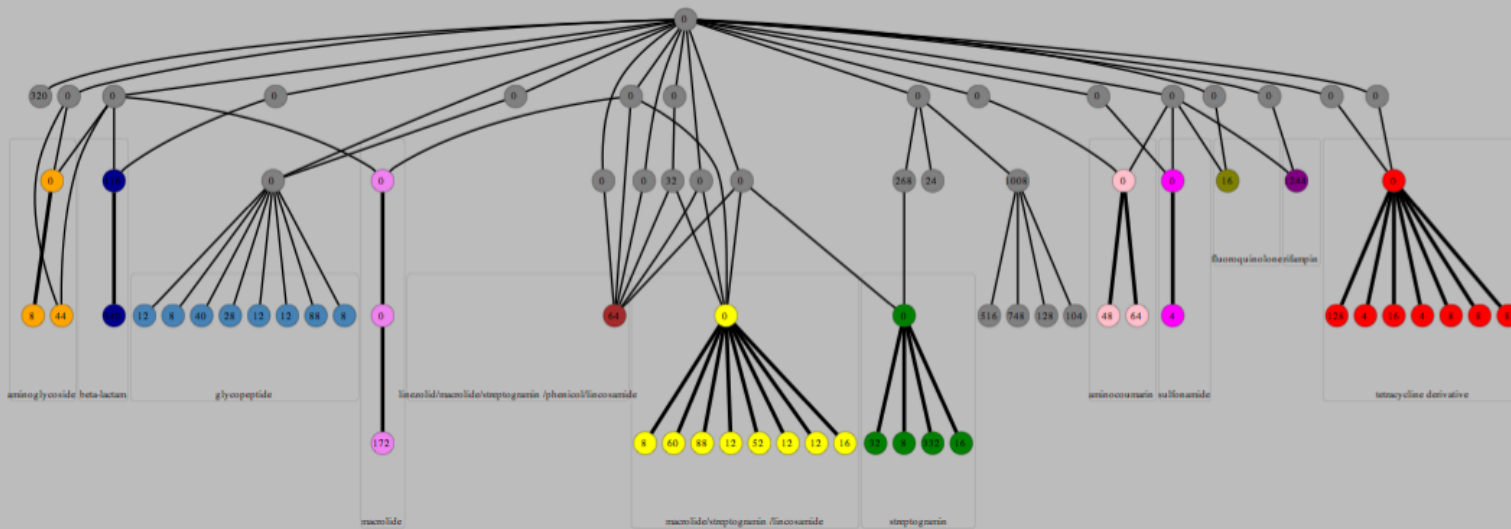 0
320 0 0 0 0 0 0 0 0 0 0 0 0 0 0
0 0 0 0 0 32 0 0 268 24 1008 0 0 16 0
fluoroquinolone rifampin
8 44 12 8 40 28 12 12 88 8 0 64 0 0 516 748 128 104 48 64 4 128 4 16 4 8 8
aminoglycoside beta-lactam glycopeptide linezolid/macrolide/streptogramin /phenicol/lincosamide aminocoumarin sulfonamide tetracycline derivative
172 8 60 88 12 52 12 12 16 32 8 332 16
macrolide macrolide/streptogramin /lincosamide streptogramin